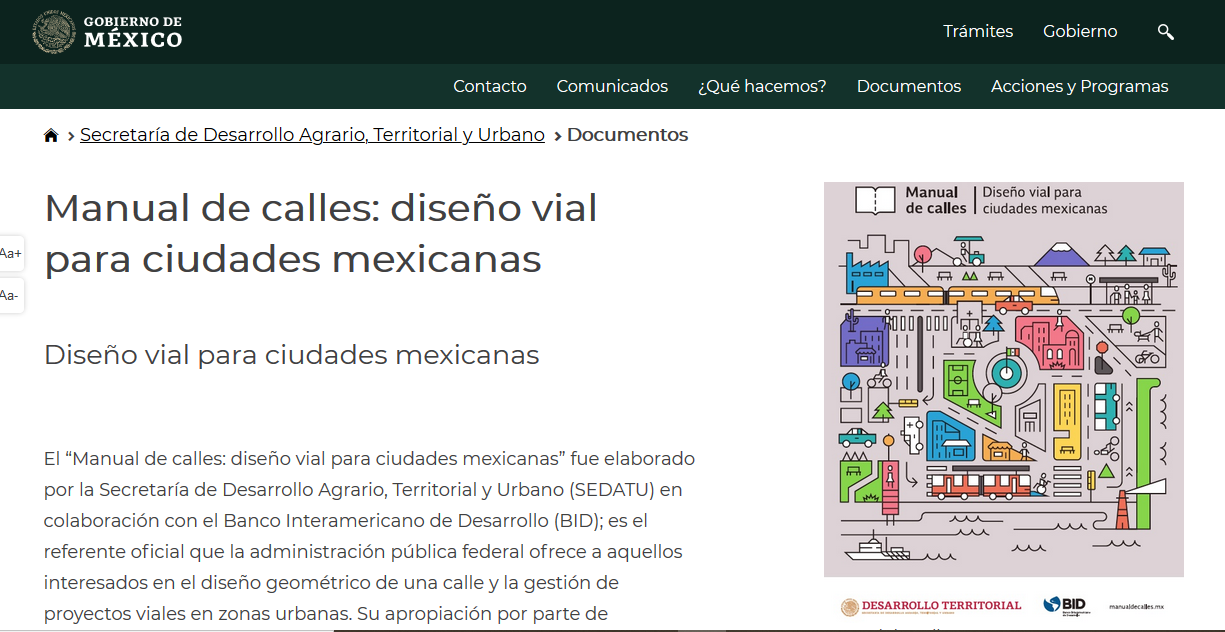 GOBIERNO DE
MÉXICO
Trámites
Gobierno
Contacto
Comunicados
¿Qué hacemos?
Documentos
Acciones y Programas
Secretaría de Desarrollo Agrario, Territorial y Urbano
Documentos
Manual de calles: diseño vial
para ciudades mexicanas
Aa+
Aa-
Diseño vial para ciudades mexicanas
El “Manual de calles: diseño vial para ciudades mexicanas” fue elaborado
por la Secretaría de Desarrollo Agrario, Territorial y Urbano (SEDATU) en
colaboración con el Banco Interamericano de Desarrollo (BID); es el
referente oficial que la administración pública federal ofrece a aquellos
interesados en el diseño geométrico de una calle y la gestión de
proyectos viales en zonas urbanas. Su apropiación por parte de
Manual
de calles
Diseño vial para
ciudades mexicanas
DESARROLLO TERRITORIAL
BID
manualdecalles.mx